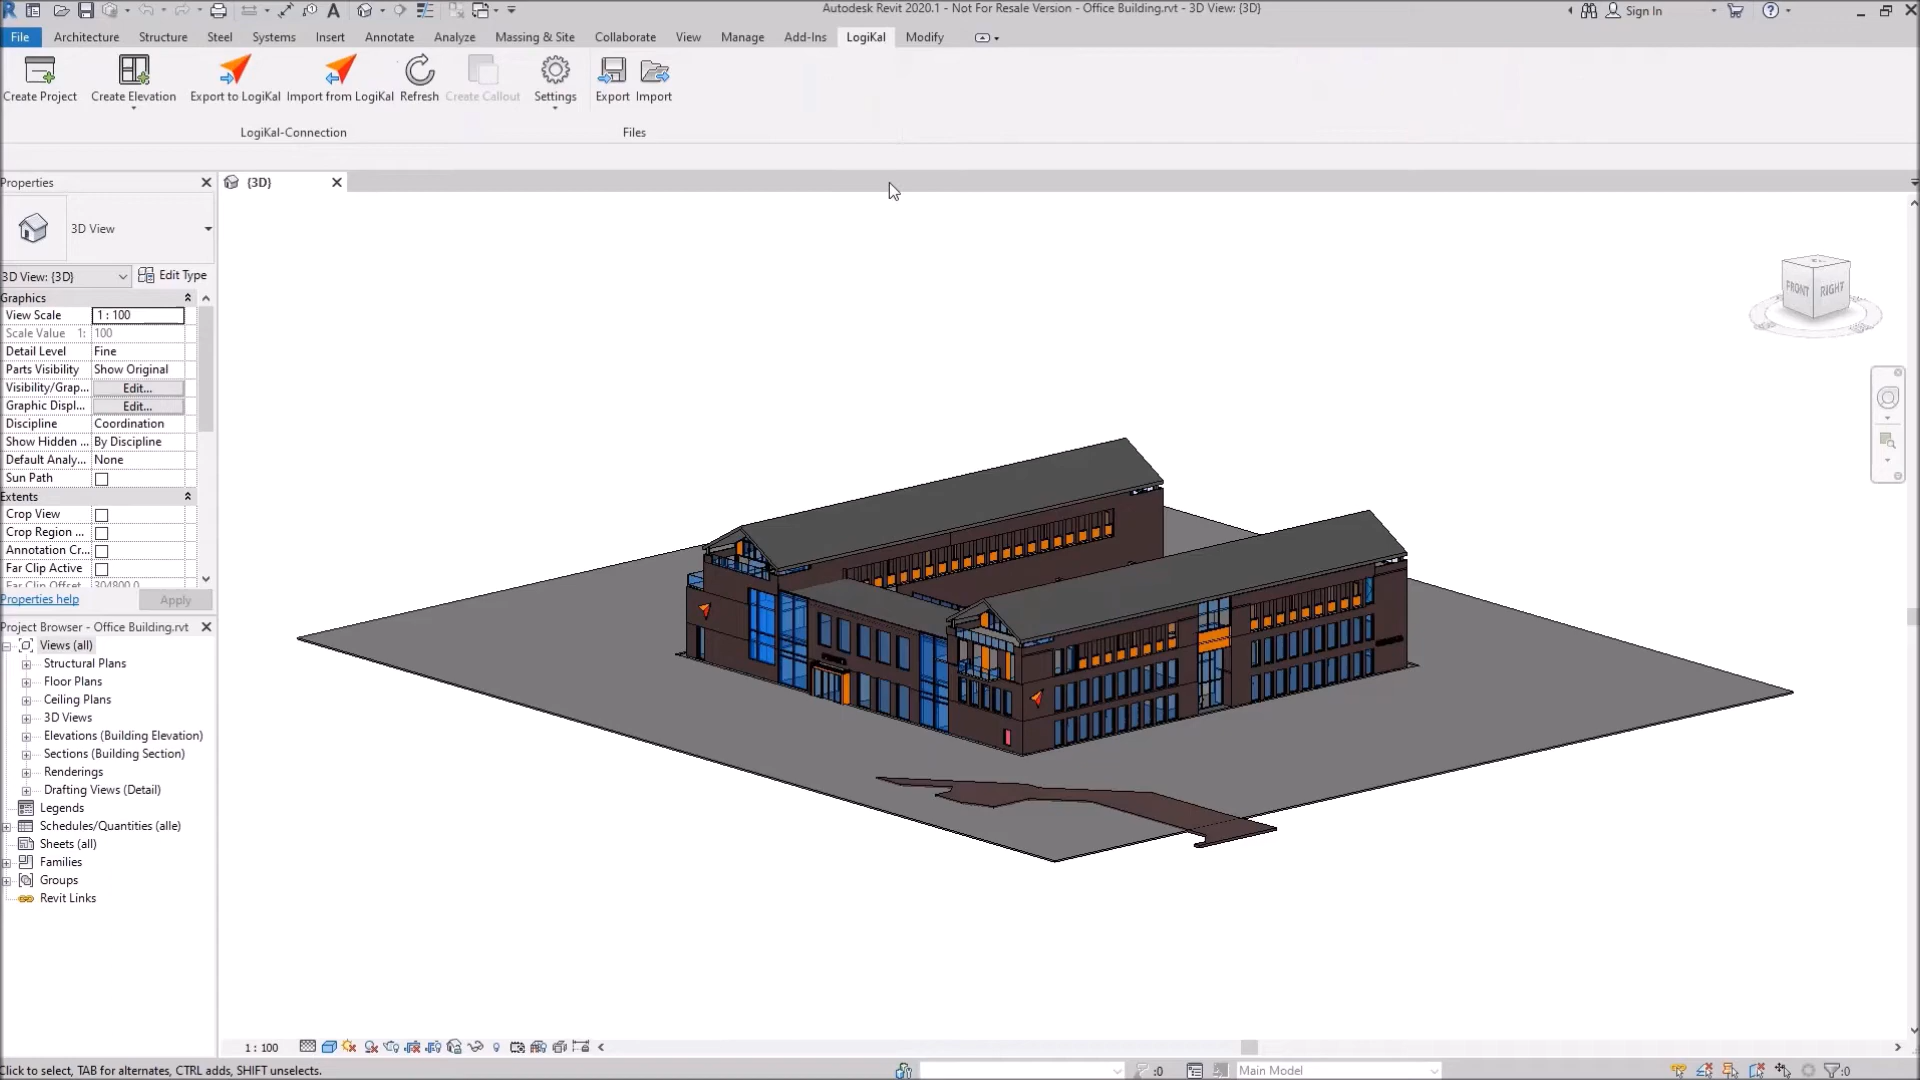 Autodesk Revit 2020.1 - Not For Resale Version - Office Building.rvt - 3D View: {3D}
Sign In
File Architecture Structure Steel Systems Insert Annotate Analyze Massing & Site Collaborate View Manage Add-Ins LogiKal Modify
Create Project Create Elevation Export to LogiKal Import from LogiKal Refresh Create Callout Settings Export Import
LogiKal-Connection Files
Properties
{3D}
3D View
3D View: {3D} Edit Type
Graphics
View Scale 1 : 100
Scale Value 1: 100
Detail Level Fine
Parts Visibility Show Original
Visibility/Grap... Edit...
Graphic Displ... Edit...
Discipline Coordination
Show Hidden ... By Discipline
Default Analy... None
Sun Path
Extents
Crop View
Crop Region ...
Annotation Cr...
Far Clip Active
Far Clip Offset 304800.0
Properties help Apply
Project Browser - Office Building.rvt
Views (all)
Structural Plans
Floor Plans
Ceiling Plans
3D Views
Elevations (Building Elevation)
Sections (Building Section)
Renderings
Drafting Views (Detail)
Legends
Schedules/Quantities (alle)
Sheets (all)
Families
Groups
Revit Links
FRONT RIGHT
1 : 100
Click to select, TAB for alternates, CTRL adds, SHIFT unselects.
:0
Main Model
:0